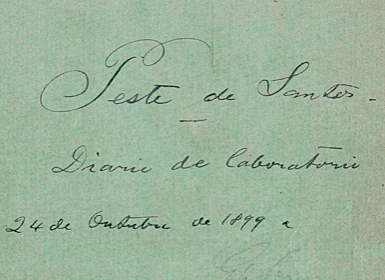 Peste de Santos -
Diario de Laboratorio
24 de Outubro de 1899 a